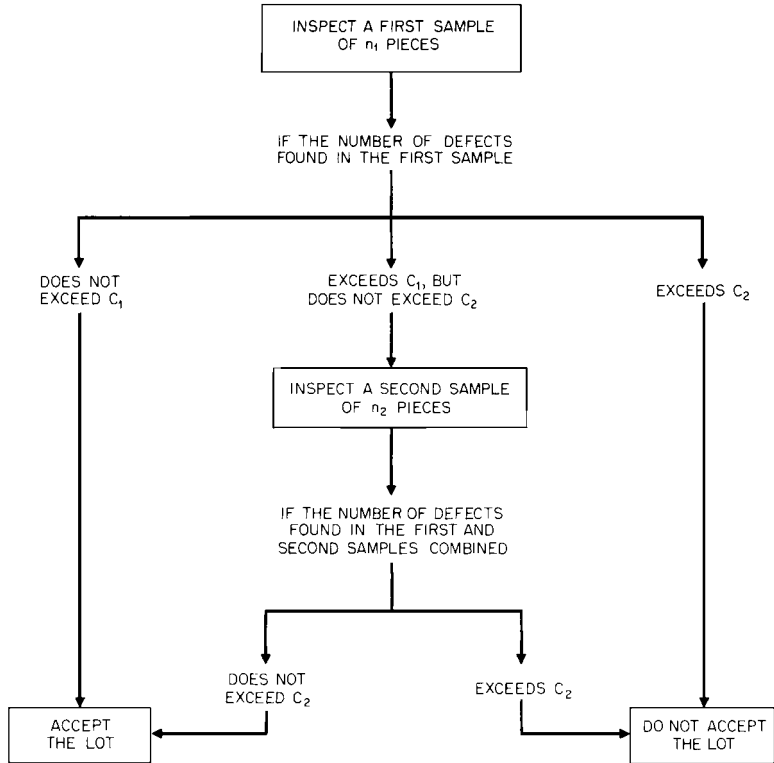 INSPECT A FIRST SAMPLE
OF n₁ PIECES
IF THE NUMBER OF DEFECTS
FOUND IN THE FIRST SAMPLE
DOES NOT
EXCEED C₁
EXCEEDS C₁, BUT
DOES NOT EXCEED C₂
EXCEEDS C₂
INSPECT A SECOND SAMPLE
OF n₂ PIECES
IF THE NUMBER OF DEFECTS
FOUND IN THE FIRST AND
SECOND SAMPLES COMBINED
DOES NOT
EXCEED C₂
EXCEEDS C₂
ACCEPT
THE LOT
DO NOT ACCEPT
THE LOT